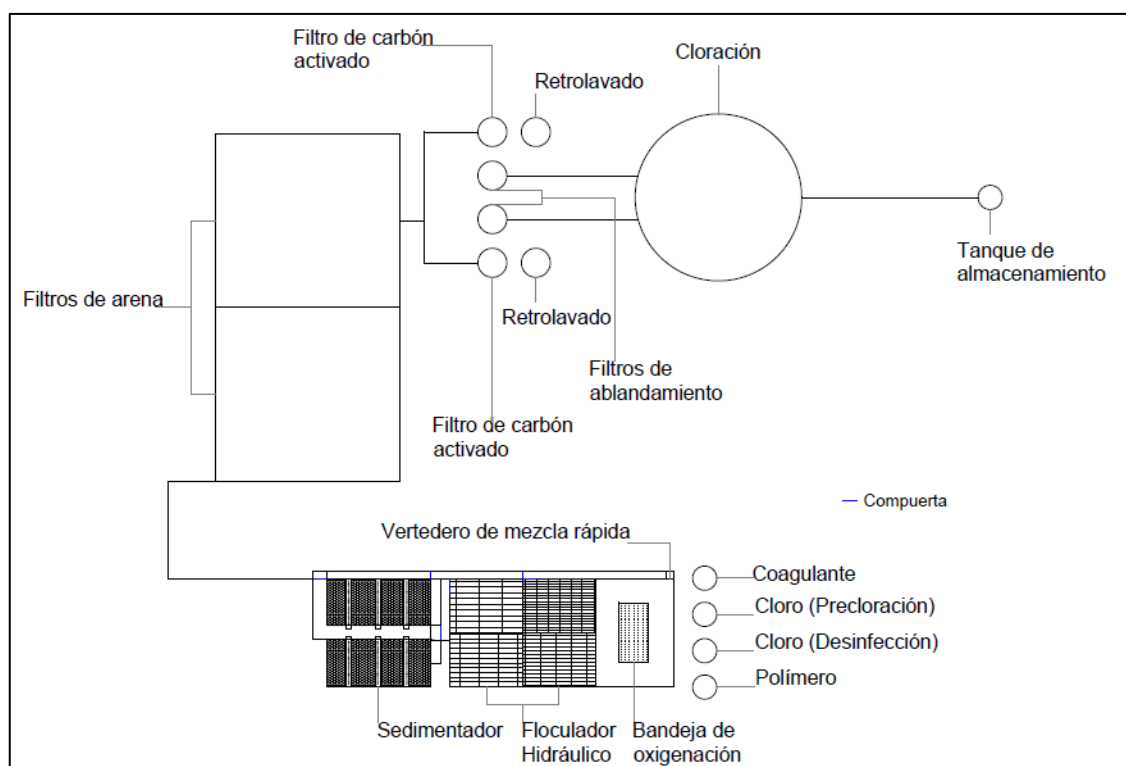 Filtro de carbón
activado
Retrolavado
Cloración
Tanque de
almacenamiento
Filtros de arena
Retrolavado
Filtros de
ablandamiento
Filtro de carbón
activado
Compuerta
Vertedero de mezcla rápida
Coagulante
Cloro (Precloración)
Cloro (Desinfección)
Polímero
Sedimentador
Floculador
Hidráulico
Bandeja de
oxigenación